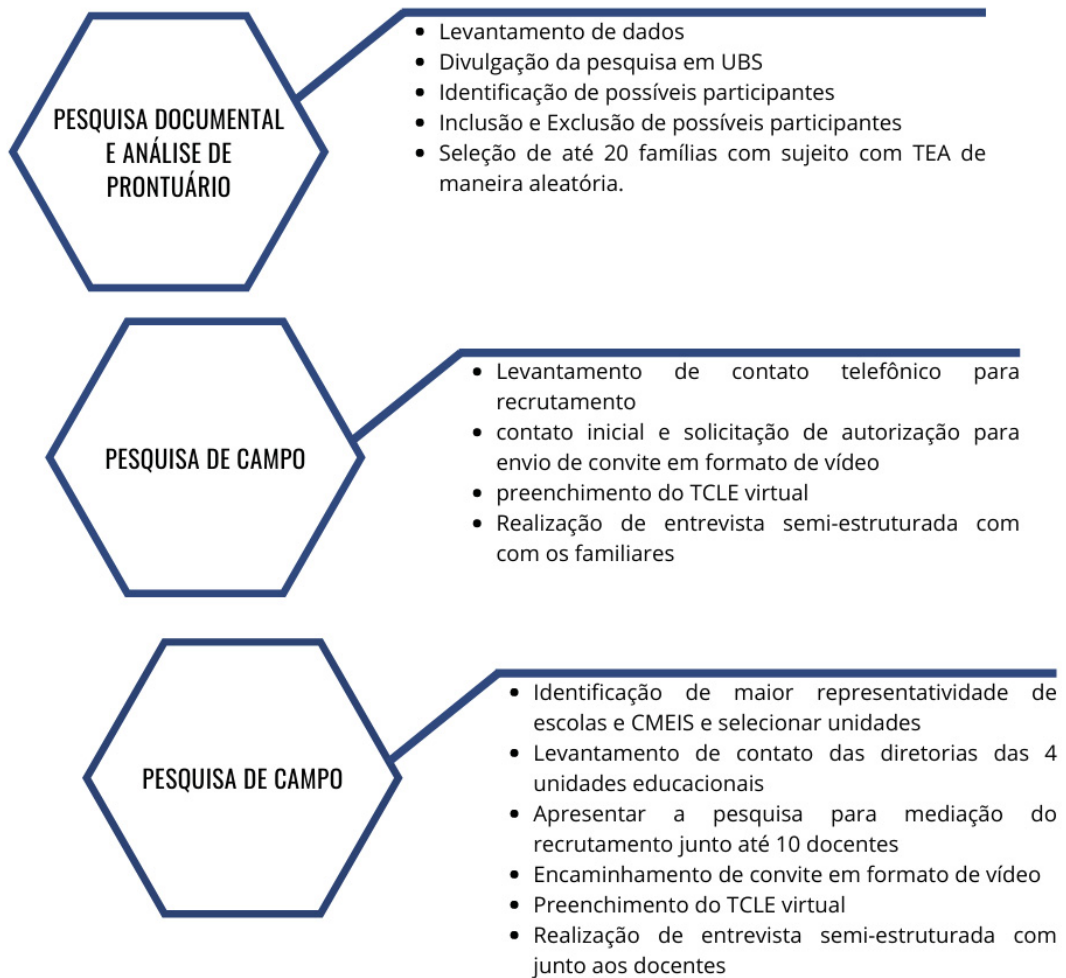 PESQUISA DOCUMENTAL
E ANÁLISE DE
PRONTUÁRIO
• Levantamento de dados
• Divulgação da pesquisa em UBS
• Identificação de possíveis participantes
• Inclusão e Exclusão de possíveis participantes
• Seleção de até 20 famílias com sujeito com TEA de
maneira aleatória.
PESQUISA DE CAMPO
• Levantamento de contato telefônico para
recrutamento
• contato inicial e solicitação de autorização para
envio de convite em formato de vídeo
• preenchimento do TCLE virtual
• Realização de entrevista semi-estruturada com
com os familiares
PESQUISA DE CAMPO
• Identificação de maior representatividade de
escolas e CMEIS e selecionar unidades
• Levantamento de contato das diretorias das 4
unidades educacionais
• Apresentar a pesquisa para mediação do
recrutamento junto até 10 docentes
• Encaminhamento de convite em formato de vídeo
• Preenchimento do TCLE virtual
• Realização de entrevista semi-estruturada com
junto aos docentes